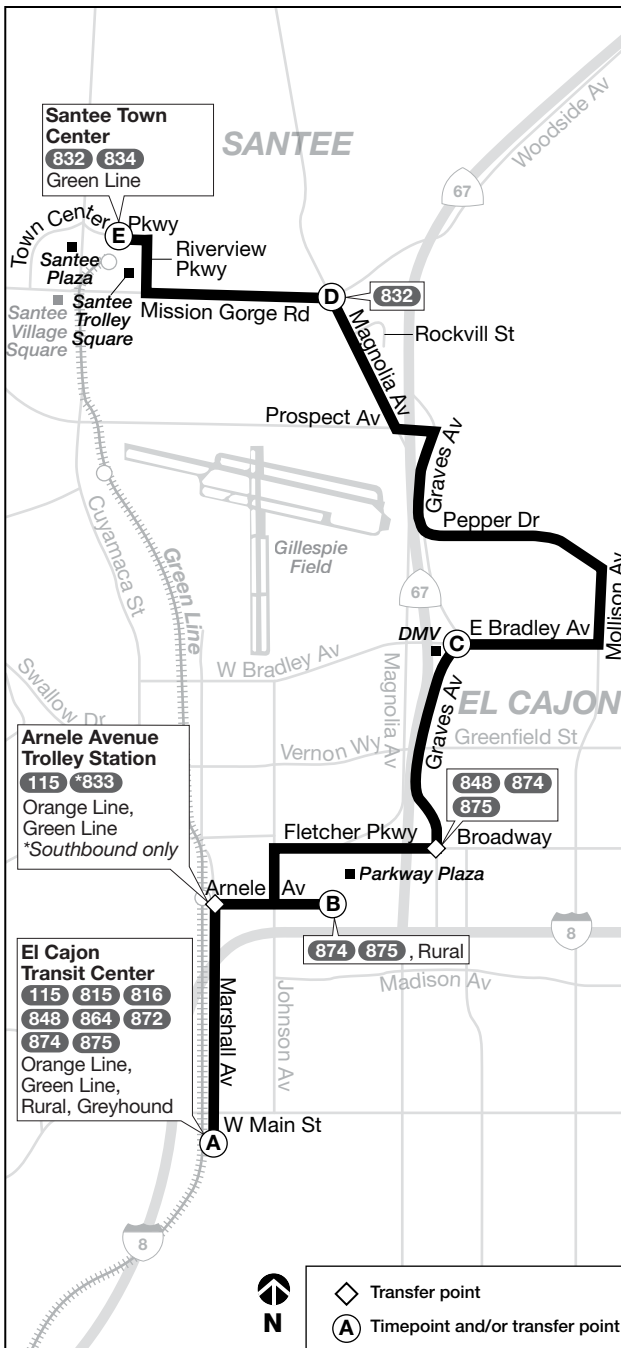 Santee Town
Center
832 834
Green Line
SANTEE
Woodside Av
67
Town Center
E
Pkwy
Riverview
Pkwy
Santee
Plaza
Santee
Trolley
Square
Santee
Village
Square
Mission Gorge Rd
D
832
Rockvill St
Magnolia Av
Prospect Av
Graves Av
Pepper Dr
Mollison Av
Cuyamaca St
Green Line
Gillespie
Field
67
DMV
C
E Bradley Av
W Bradley Av
Swallow Dr
Magnolia Av
Graves Av
EL CAJON
Greenfield St
Vernon Wy
Arnele Avenue
Trolley Station
115 *833
Orange Line,
Green Line
*Southbound only
848 874
875
Fletcher Pkwy
Broadway
Parkway Plaza
Arnele Av
B
874 875 , Rural
8
Madison Av
El Cajon
Transit Center
115 815 816
848 864 872
874 875
Orange Line,
Green Line,
Rural, Greyhound
Marshall Av
Johnson Av
W Main St
A
8
N
Transfer point
A Timepoint and/or transfer point